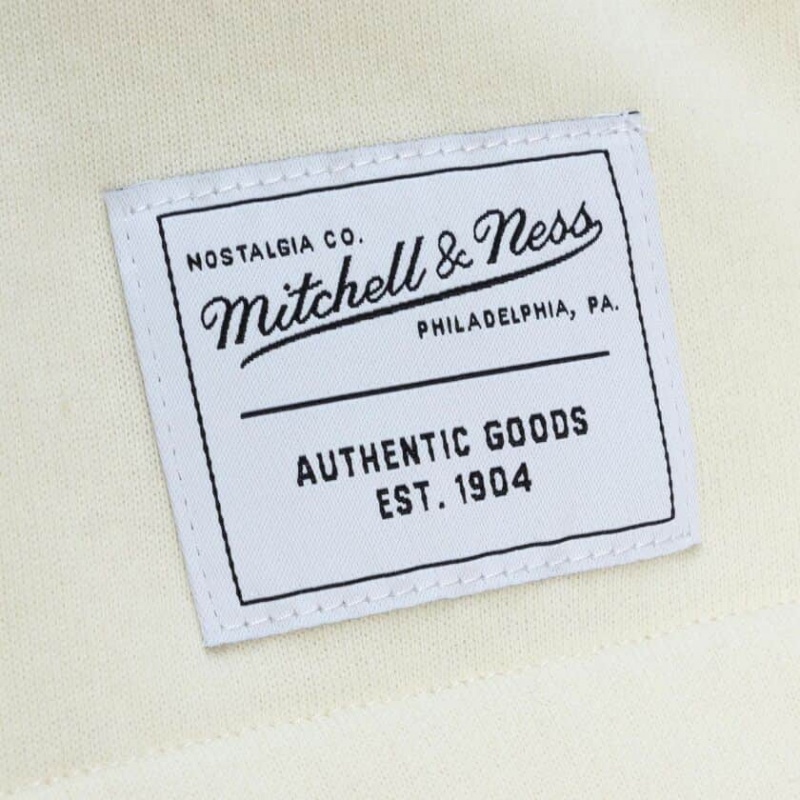 NOSTALGIA CO.
Mitchell & Ness
PHILADELPHIA, PA.
AUTHENTIC GOODS
EST. 1904